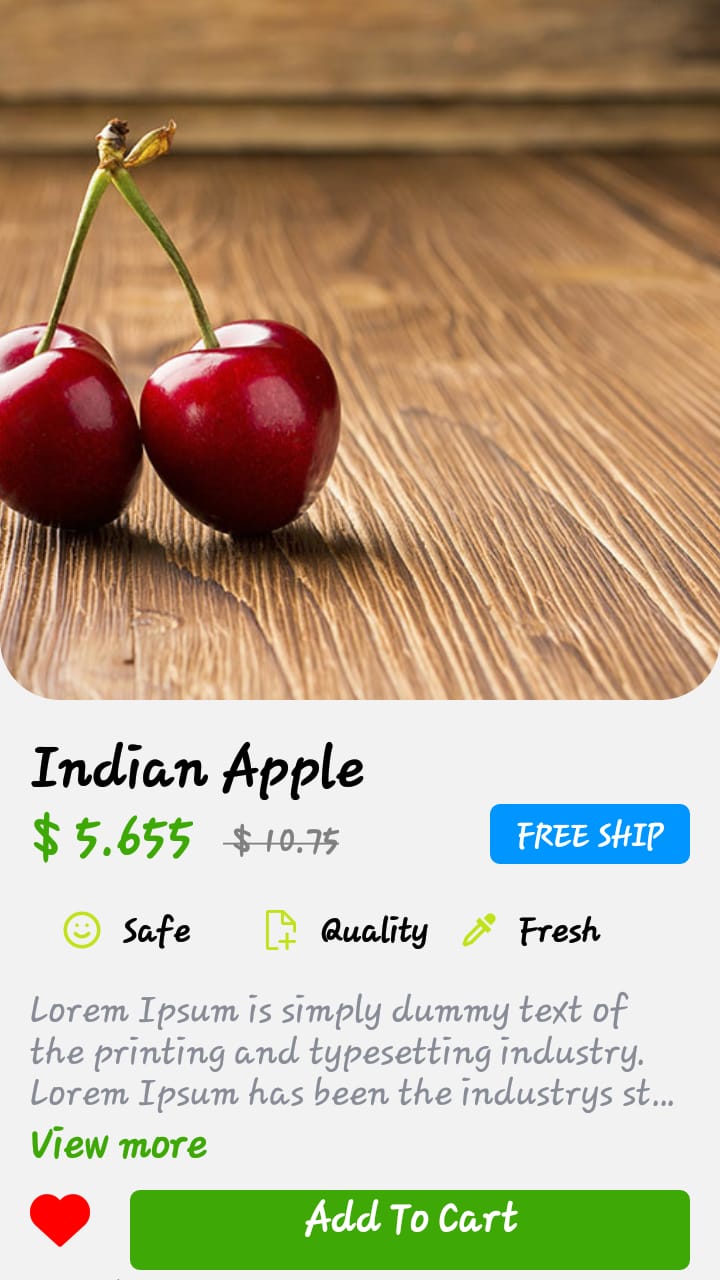 Indian Apple
$ 5.655 $ 10.75 FREE SHIP
Safe Quality Fresh
Lorem Ipsum is simply dummy text of
the printing and typesetting industry.
Lorem Ipsum has been the industrys st...
View more
Add To Cart